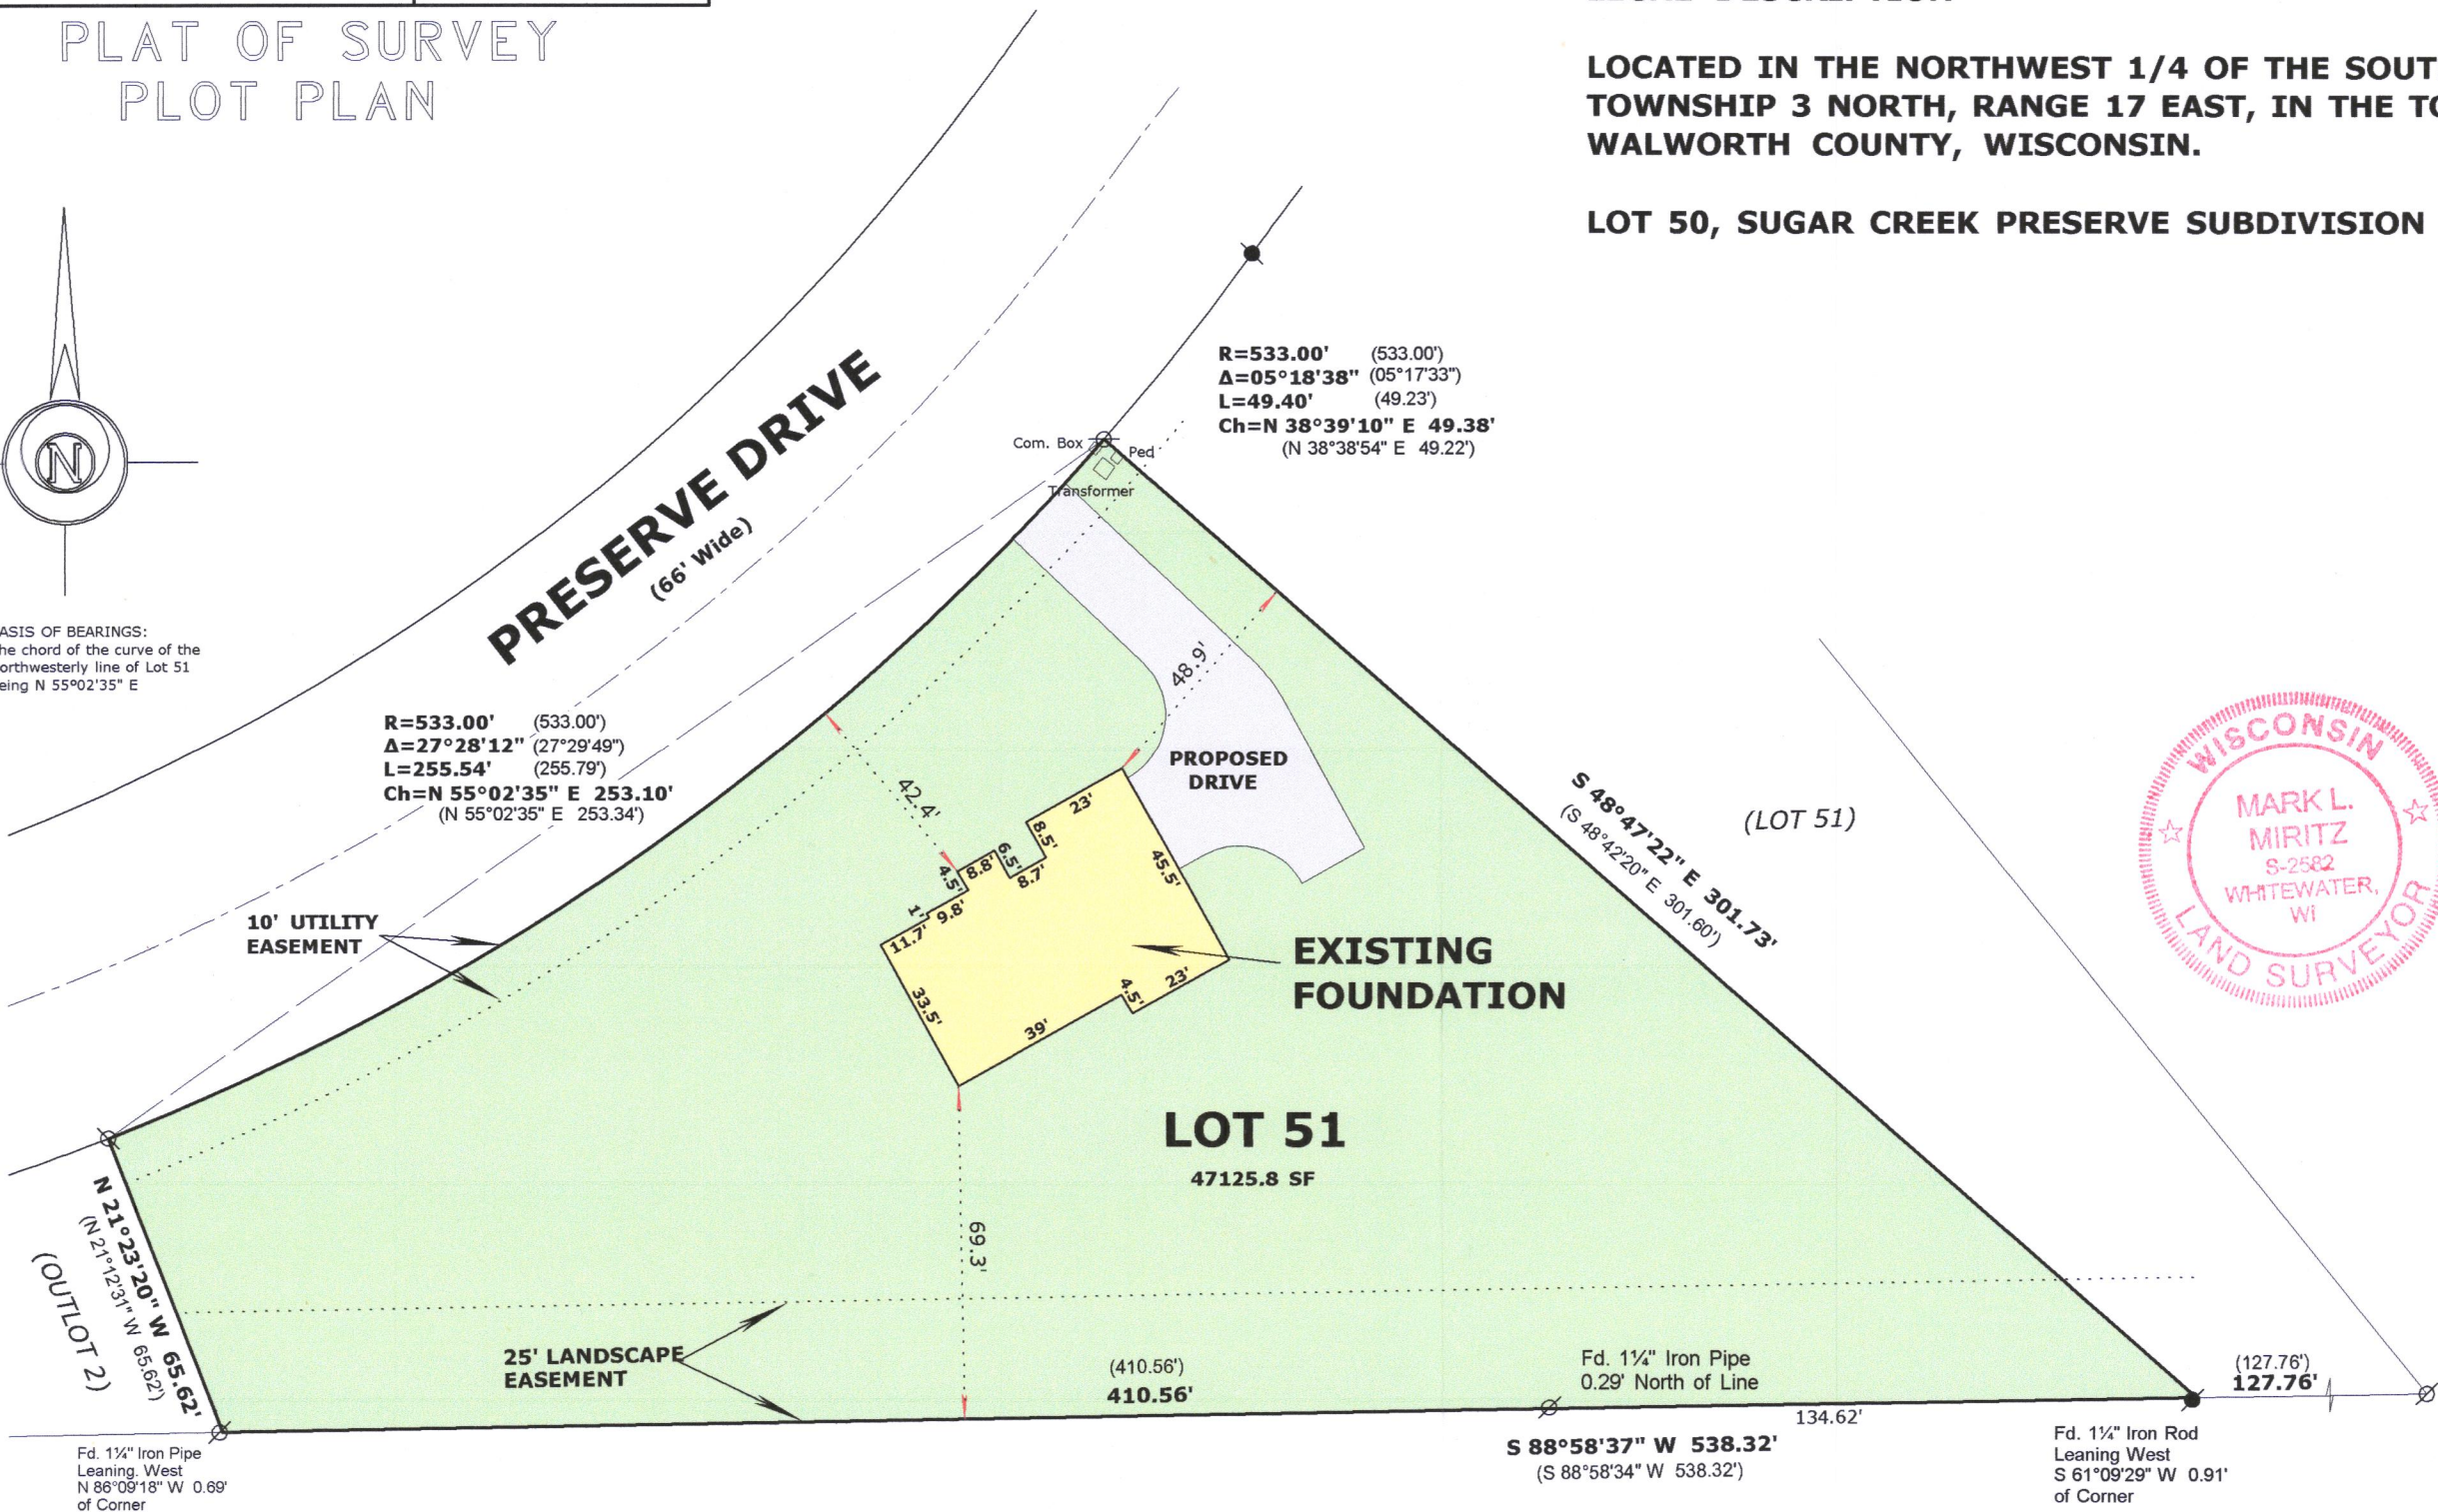 PLAT OF SURVEY
PLOT PLAN
LOCATED IN THE NORTHWEST 1/4 OF THE SOUT
TOWNSHIP 3 NORTH, RANGE 17 EAST, IN THE TO
WALWORTH COUNTY, WISCONSIN.
LOT 50, SUGAR CREEK PRESERVE SUBDIVISION
N
ASIS OF BEARINGS:
he chord of the curve of the
orthwesterly line of Lot 51
eing N 55°02'35" E
PRESERVE DRIVE
(66' Wide)
R=533.00' (533.00')
Δ=05°18'38" (05°17'33")
L=49.40' (49.23')
Ch=N 38°39'10" E 49.38'
(N 38°38'54" E 49.22')
Com. Box
Ped
Transformer
R=533.00' (533.00')
Δ=27°28'12" (27°29'49")
L=255.54' (255.79')
Ch=N 55°02'35" E 253.10'
(N 55°02'35" E 253.34')
48.9'
42.4'
PROPOSED
DRIVE
23'
8.5'
6.5'
8.7'
8.8'
4.5'
9.8'
1'
11.7'
33.5'
39'
4.5'
23'
45.5'
EXISTING
FOUNDATION
10' UTILITY
EASEMENT
S 48°47'22" E 301.73'
(S 48°42'20" E 301.60')
(LOT 51)
WISCONSIN
MARK L.
MIRITZ
S-2582
WHITEWATER,
WI
LAND SURVEYOR
LOT 51
47125.8 SF
69.3'
N 21°23'20" W 65.62'
(N 21°12'31" W 65.62')
(OUTLOT 2)
25' LANDSCAPE
EASEMENT
(410.56')
410.56'
Fd. 1¼" Iron Pipe
0.29' North of Line
134.62'
(127.76')
127.76'
S 88°58'37" W 538.32'
(S 88°58'34" W 538.32')
Fd. 1¼" Iron Pipe
Leaning. West
N 86°09'18" W 0.69'
of Corner
Fd. 1¼" Iron Rod
Leaning West
S 61°09'29" W 0.91'
of Corner